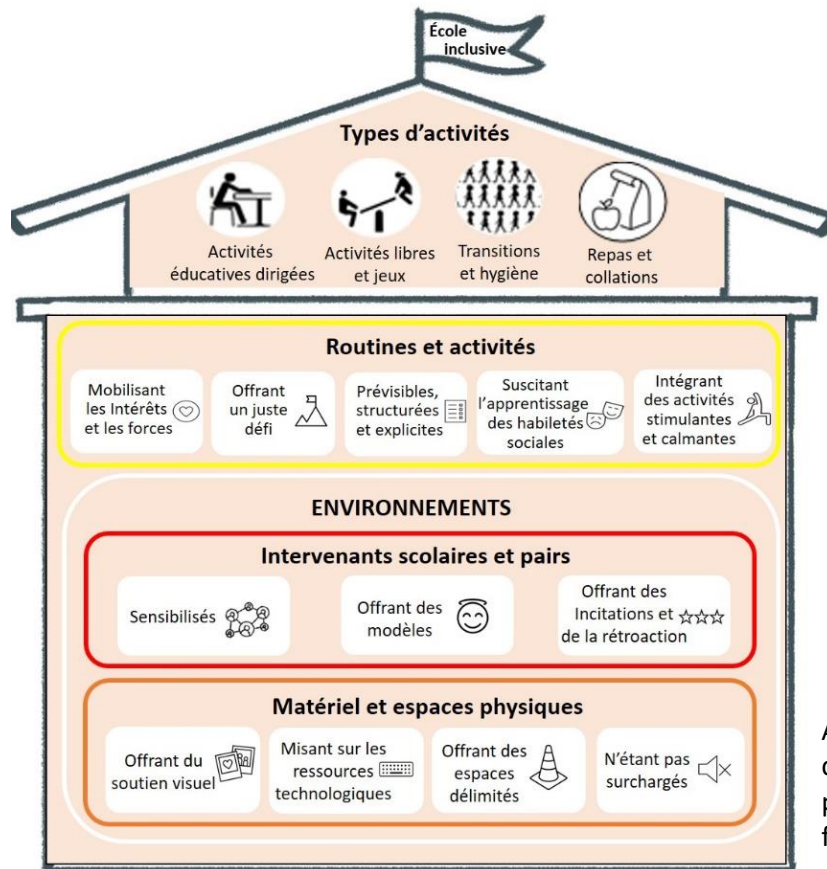 École
inclusive
Types d’activités
Activités
éducatives dirigées
Activités libres
et jeux
Transitions
et hygiène
Repas et
collations
Routines et activités
Mobilisant
les Intérêts
et les forces
Offrant
un juste
défi
Prévisibles,
structurées
et explicites
Suscitant
l’apprentissage
des habiletés
sociales
Intégrant
des activités
stimulantes
et calmantes
ENVIRONNEMENTS
Intervenants scolaires et pairs
Sensibilisés
Offrant des
modèles
Offrant des
Incitations et
de la rétroaction
Matériel et espaces physiques
Offrant du
soutien visuel
Misant sur les
ressources
technologiques
Offrant des
espaces
délimités
N’étant pas
surchargés